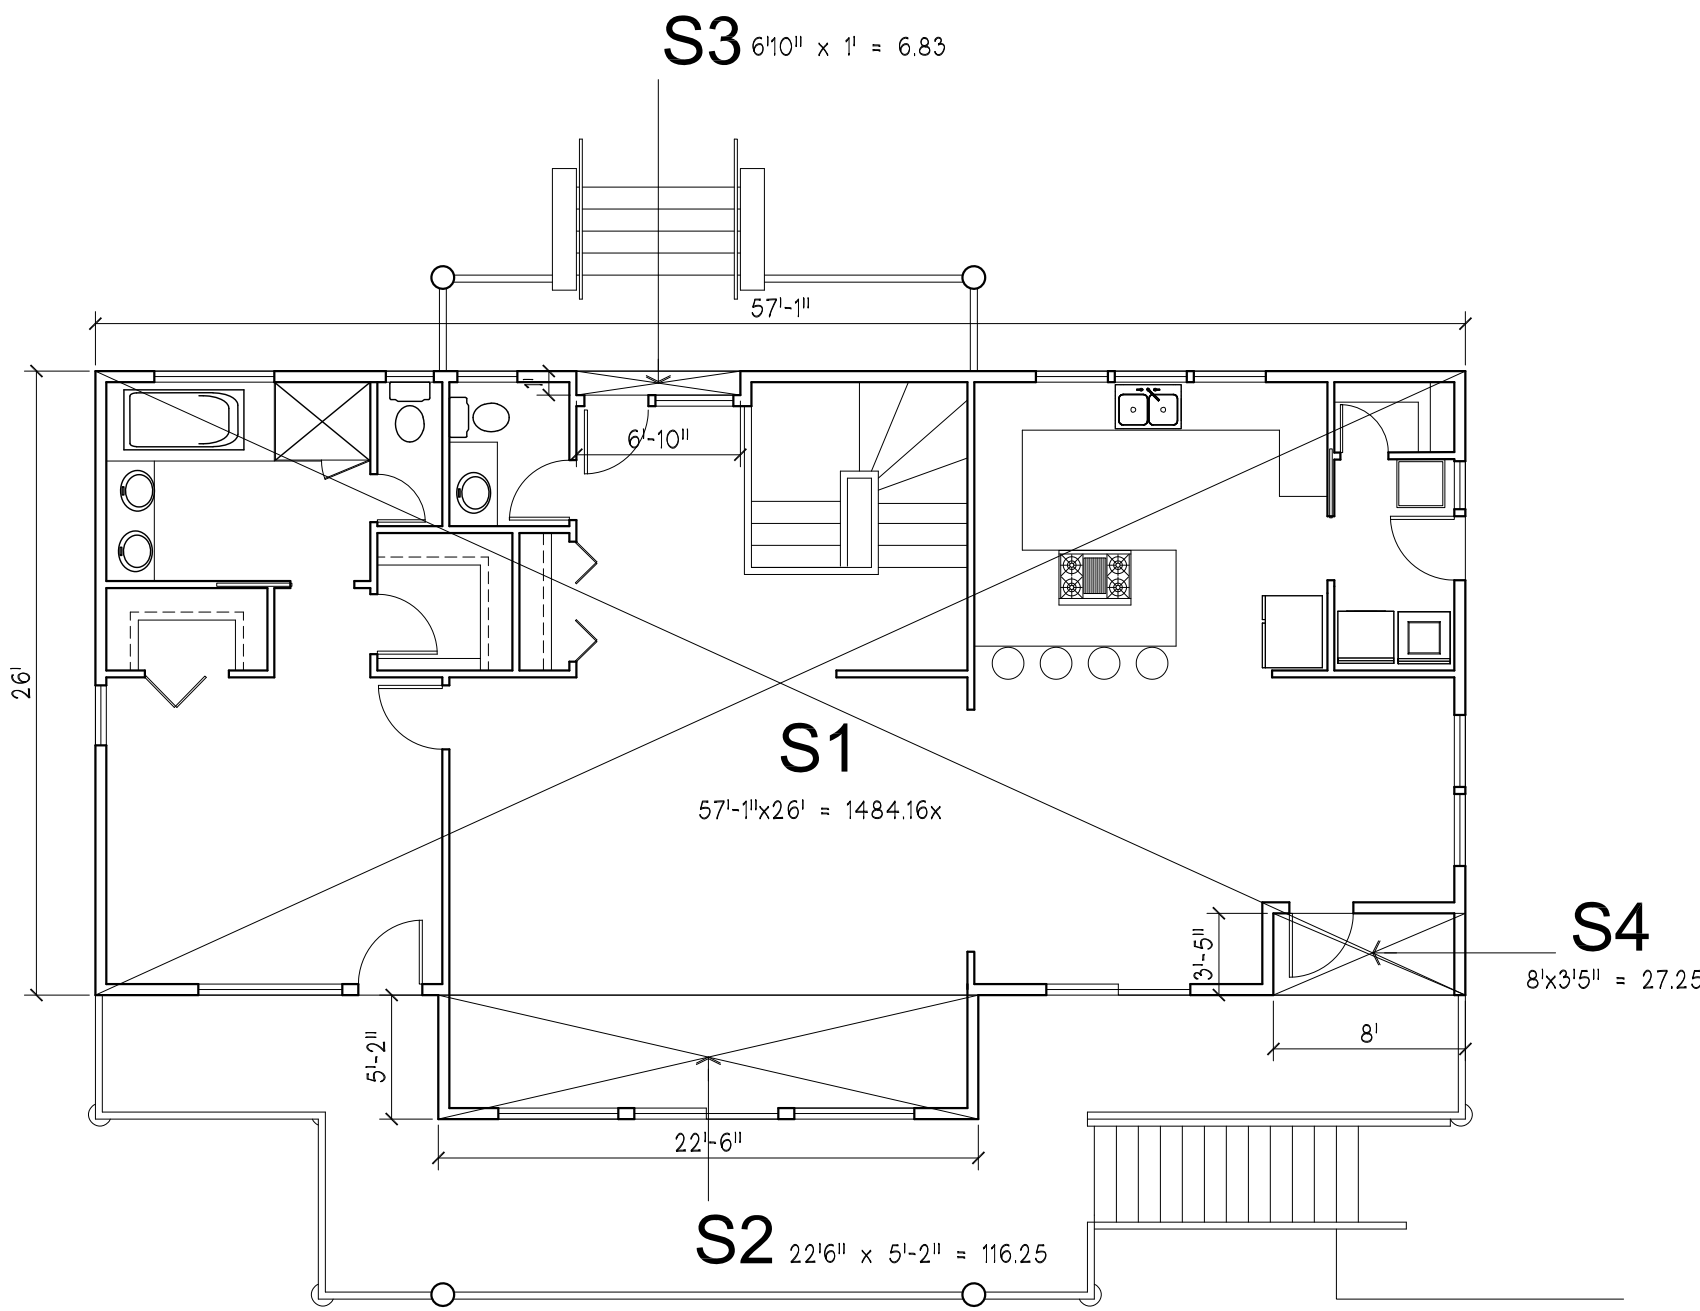 S3 6'10" x 1' = 6.83
57'-1"
1'
6'-10"
26'
S1
57'-1"x26' = 1484.16x
S4
3'-5"
8'x3'5" = 27.25
8'
5'-2"
22'-6"
S2 22'6" x 5'-2" = 116.25